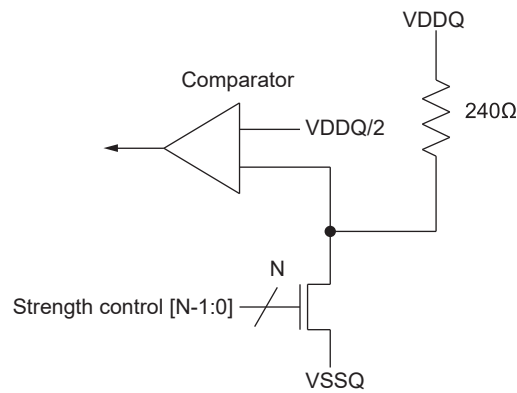 VDDQ
Comparator
240Ω
VDDQ/2
N
Strength control [N-1:0]
VSSQ